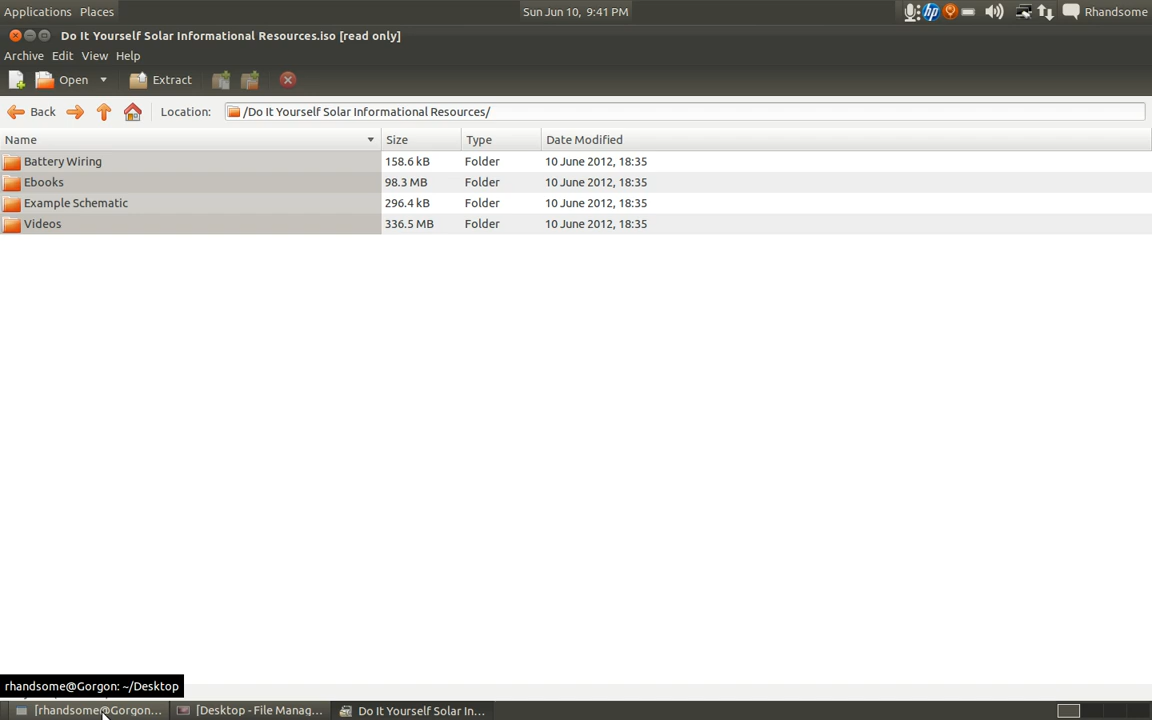 Applications Places Sun Jun 10, 9:41 PM hp Rhandsome
Do It Yourself Solar Informational Resources.iso [read only]
Archive Edit View Help
Open Extract
Back Location: /Do It Yourself Solar Informational Resources/
Name Size Type Date Modified
Battery Wiring 158.6 kB Folder 10 June 2012, 18:35
Ebooks 98.3 MB Folder 10 June 2012, 18:35
Example Schematic 296.4 kB Folder 10 June 2012, 18:35
Videos 336.5 MB Folder 10 June 2012, 18:35
rhandsome@Gorgon: ~/Desktop
[rhandsome@Gorgon... [Desktop - File Manag... Do It Yourself Solar In...